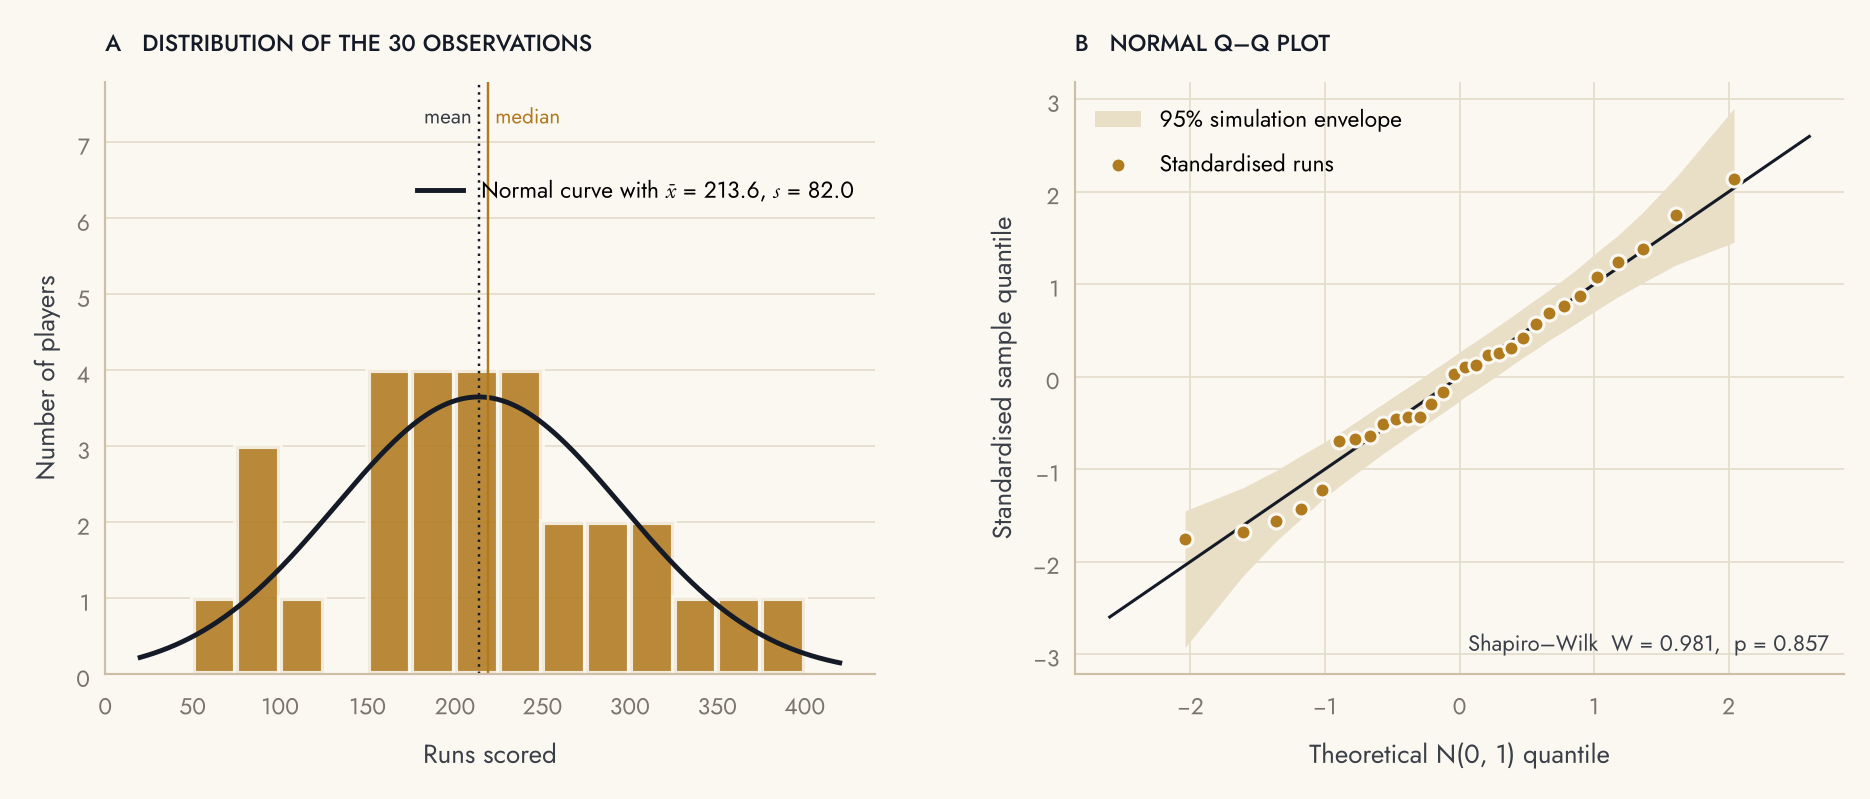 A DISTRIBUTION OF THE 30 OBSERVATIONS
mean
median
Normal curve with x̄ = 213.6, s = 82.0
7
6
5
4
3
2
1
0
Number of players
0 50 100 150 200 250 300 350 400
Runs scored
B NORMAL Q–Q PLOT
95% simulation envelope
Standardised runs
3
2
1
0
−1
−2
−3
Standardised sample quantile
Shapiro–Wilk W = 0.981, p = 0.857
−2 −1 0 1 2
Theoretical N(0, 1) quantile